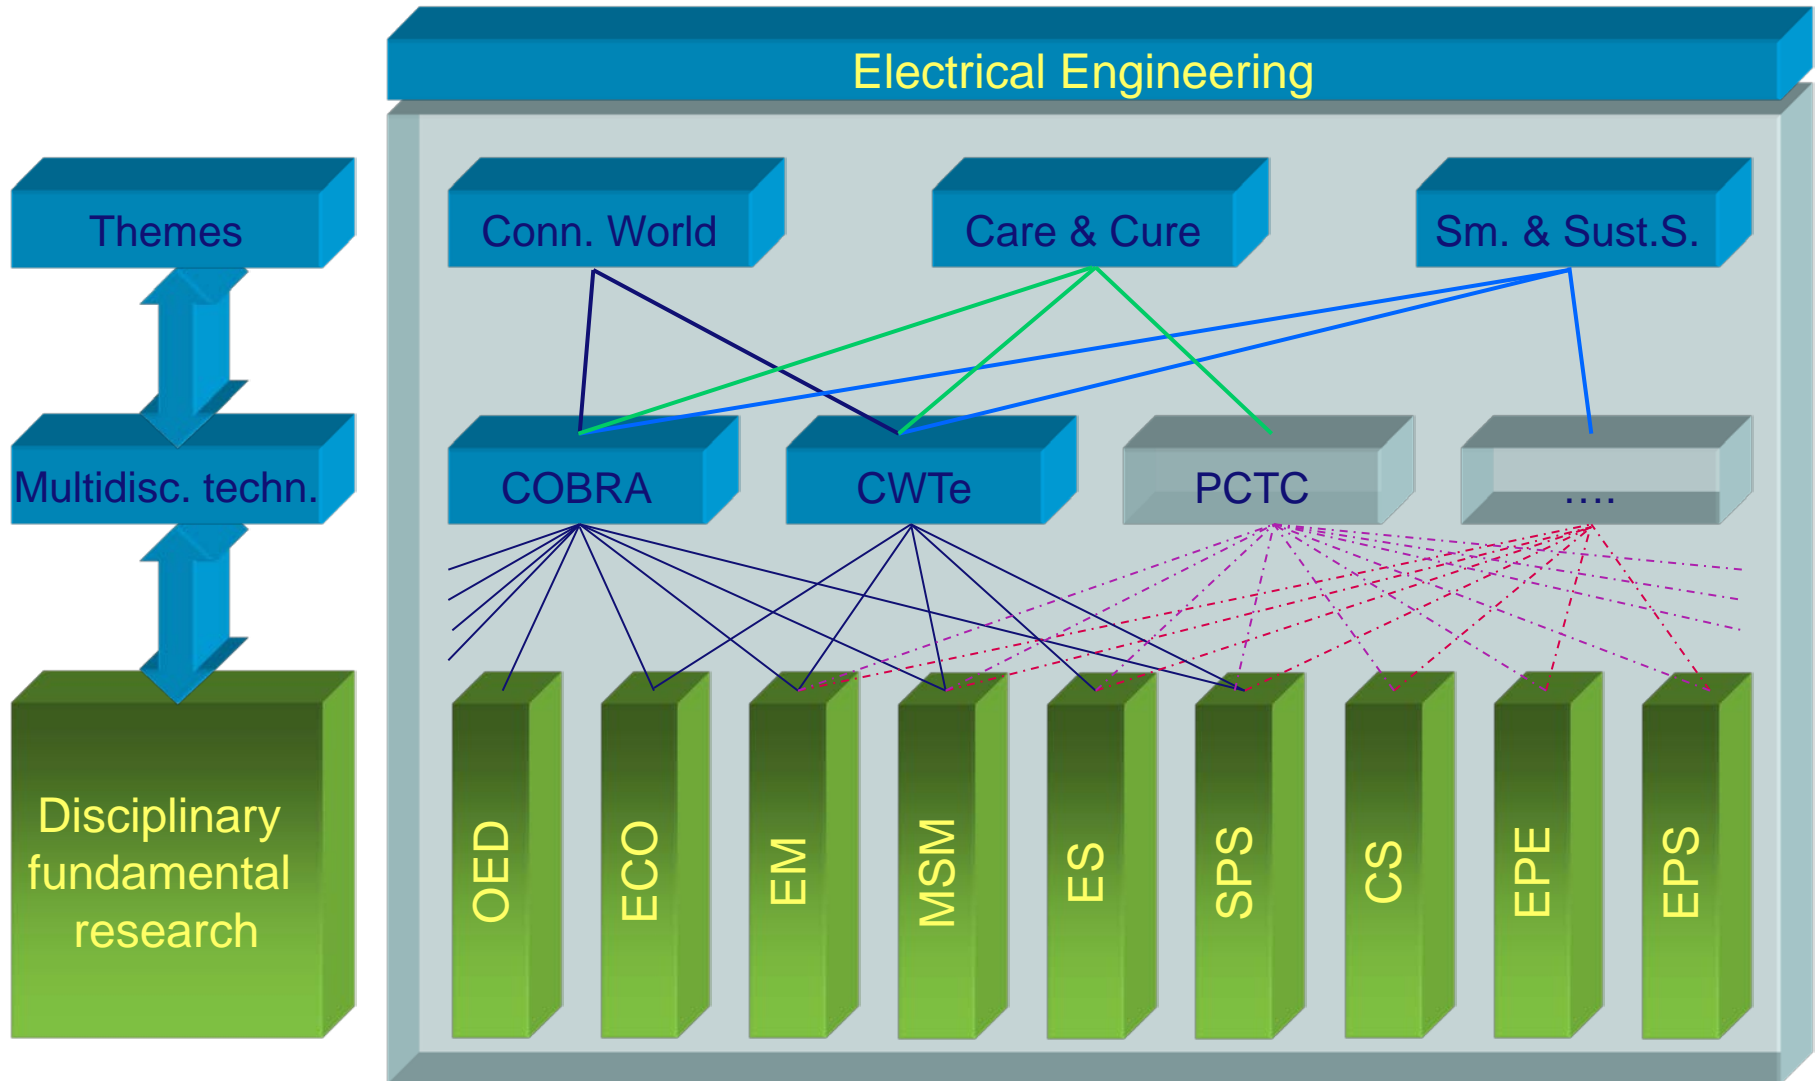 Electrical Engineering
Themes
Conn. World
Care & Cure
Sm. & Sust.S.
Multidisc. techn.
COBRA
CWTe
PCTC
....
Disciplinary
fundamental
research
OED
ECO
EM
MSM
ES
SPS
CS
EPE
EPS